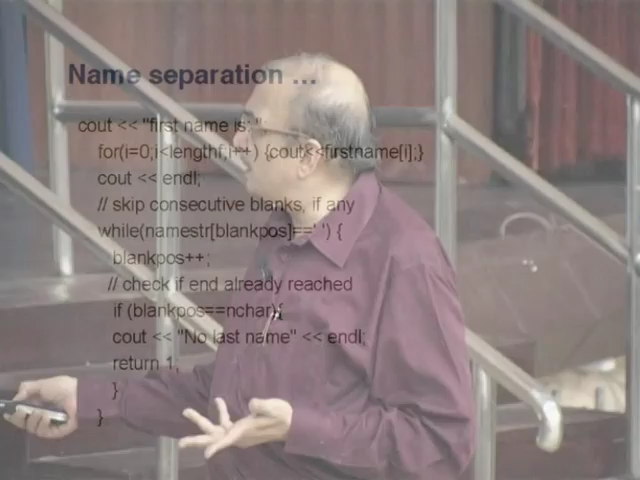 Name separation ...
cout << "first name is: ";
for(i=0;i<length;i++) {cout<<firstname[i];}
cout << endl;
// skip consecutive blanks, if any
while(namestr[blankpos]==' ') {
blankpos++;
// check if end already reached
if (blankpos==nchar){
cout << "No last name" << endl;
return 1;
}
}